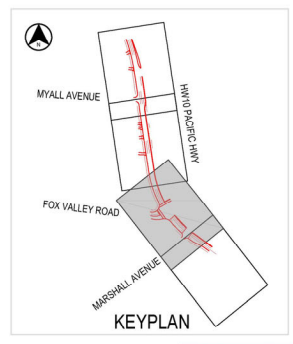 N
MYALL AVENUE
HW10 PACIFIC HWY
FOX VALLEY ROAD
MARSHALL AVENUE
KEYPLAN